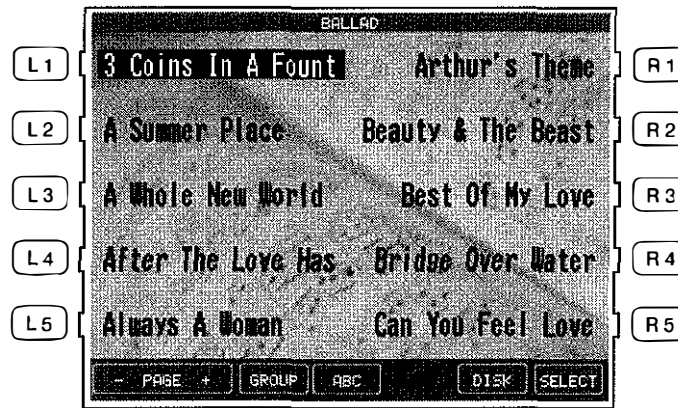 BALLAD
L1 3 Coins In A Fount Arthur's Theme R1
L2 A Summer Place Beauty & The Beast R2
L3 A Whole New World Best Of My Love R3
L4 After The Love Has Bridge Over Water R4
L5 Always A Woman Can You Feel Love R5
- PAGE + GROUP ABC DISK SELECT